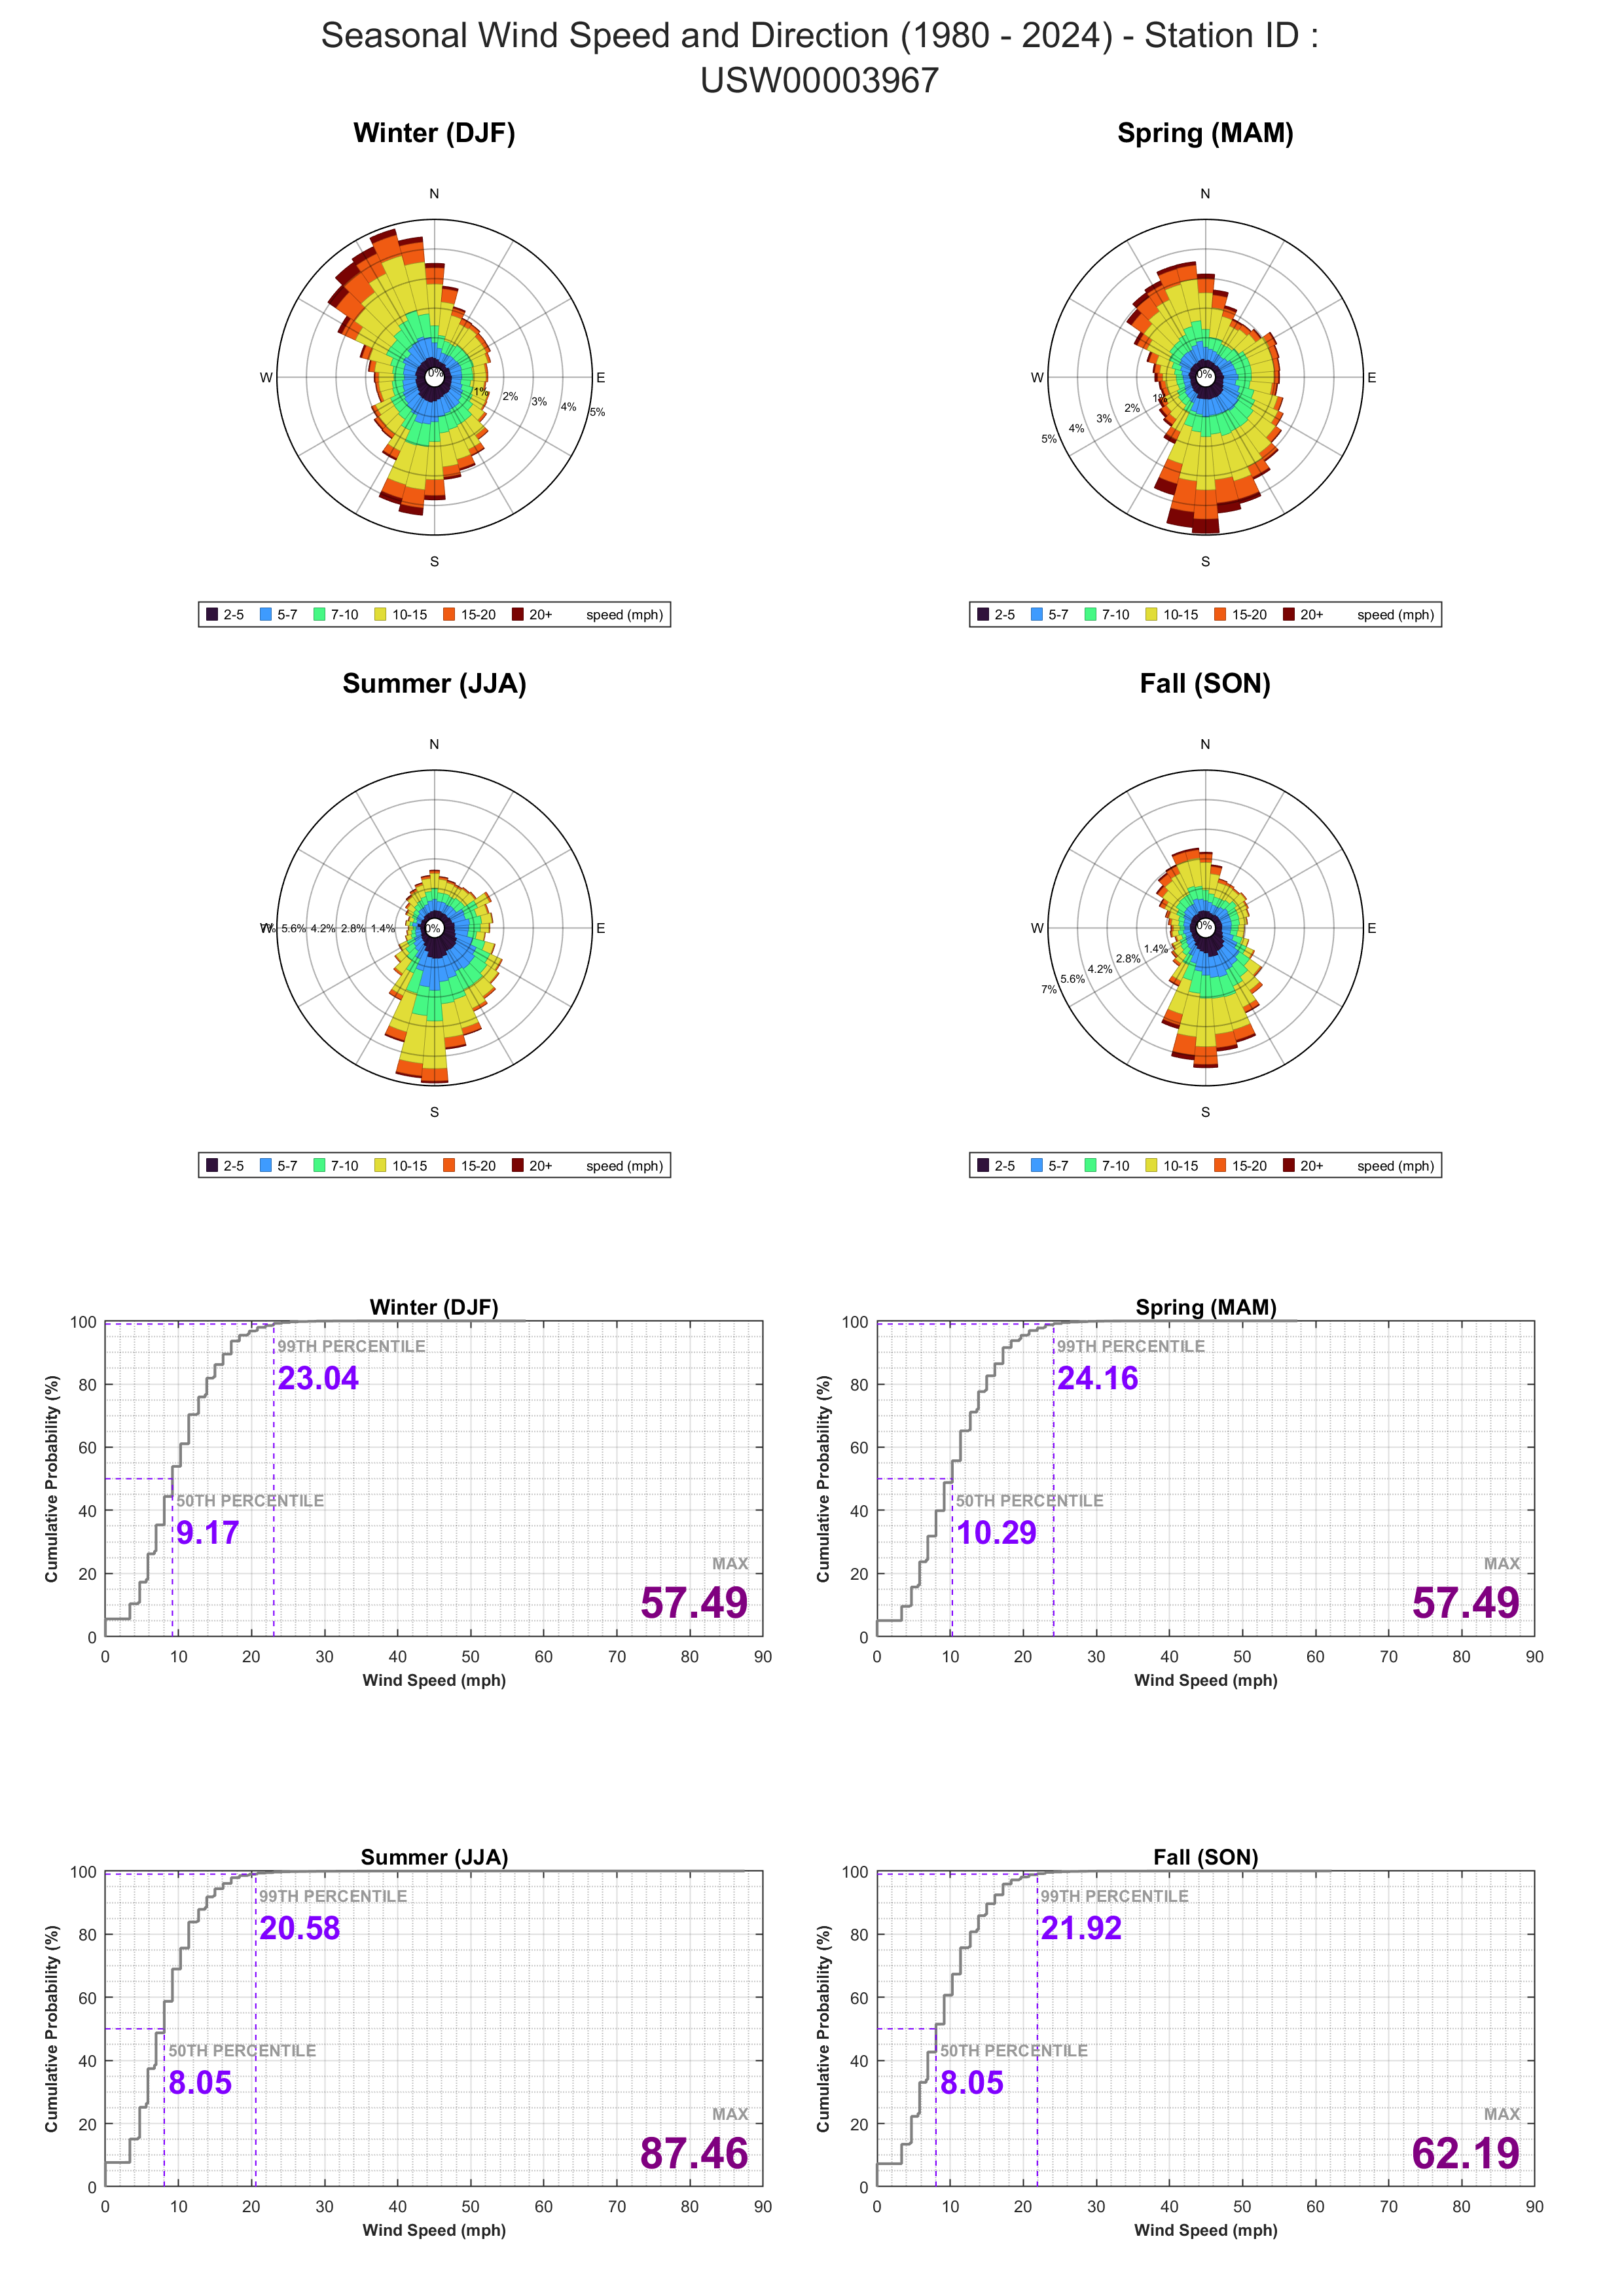 Seasonal Wind Speed and Direction (1980 - 2024) - Station ID :
USW00003967
Winter (DJF)
N
W
E
S
0%
1%
2%
3%
4%
5%
2-5 5-7 7-10 10-15 15-20 20+ speed (mph)
Spring (MAM)
N
W
E
S
0%
1%
2%
3%
4%
5%
2-5 5-7 7-10 10-15 15-20 20+ speed (mph)
Summer (JJA)
N
W
E
S
7% 5.6% 4.2% 2.8% 1.4% 0%
2-5 5-7 7-10 10-15 15-20 20+ speed (mph)
Fall (SON)
N
W
E
S
0%
1.4%
2.8%
4.2%
5.6%
7%
2-5 5-7 7-10 10-15 15-20 20+ speed (mph)
Winter (DJF)
Cumulative Probability (%)
100
80
60
40
20
0
99TH PERCENTILE
23.04
50TH PERCENTILE
9.17
MAX
57.49
0 10 20 30 40 50 60 70 80 90
Wind Speed (mph)
Spring (MAM)
Cumulative Probability (%)
100
80
60
40
20
0
99TH PERCENTILE
24.16
50TH PERCENTILE
10.29
MAX
57.49
0 10 20 30 40 50 60 70 80 90
Wind Speed (mph)
Summer (JJA)
Cumulative Probability (%)
100
80
60
40
20
0
99TH PERCENTILE
20.58
50TH PERCENTILE
8.05
MAX
87.46
0 10 20 30 40 50 60 70 80 90
Wind Speed (mph)
Fall (SON)
Cumulative Probability (%)
100
80
60
40
20
0
99TH PERCENTILE
21.92
50TH PERCENTILE
8.05
MAX
62.19
0 10 20 30 40 50 60 70 80 90
Wind Speed (mph)